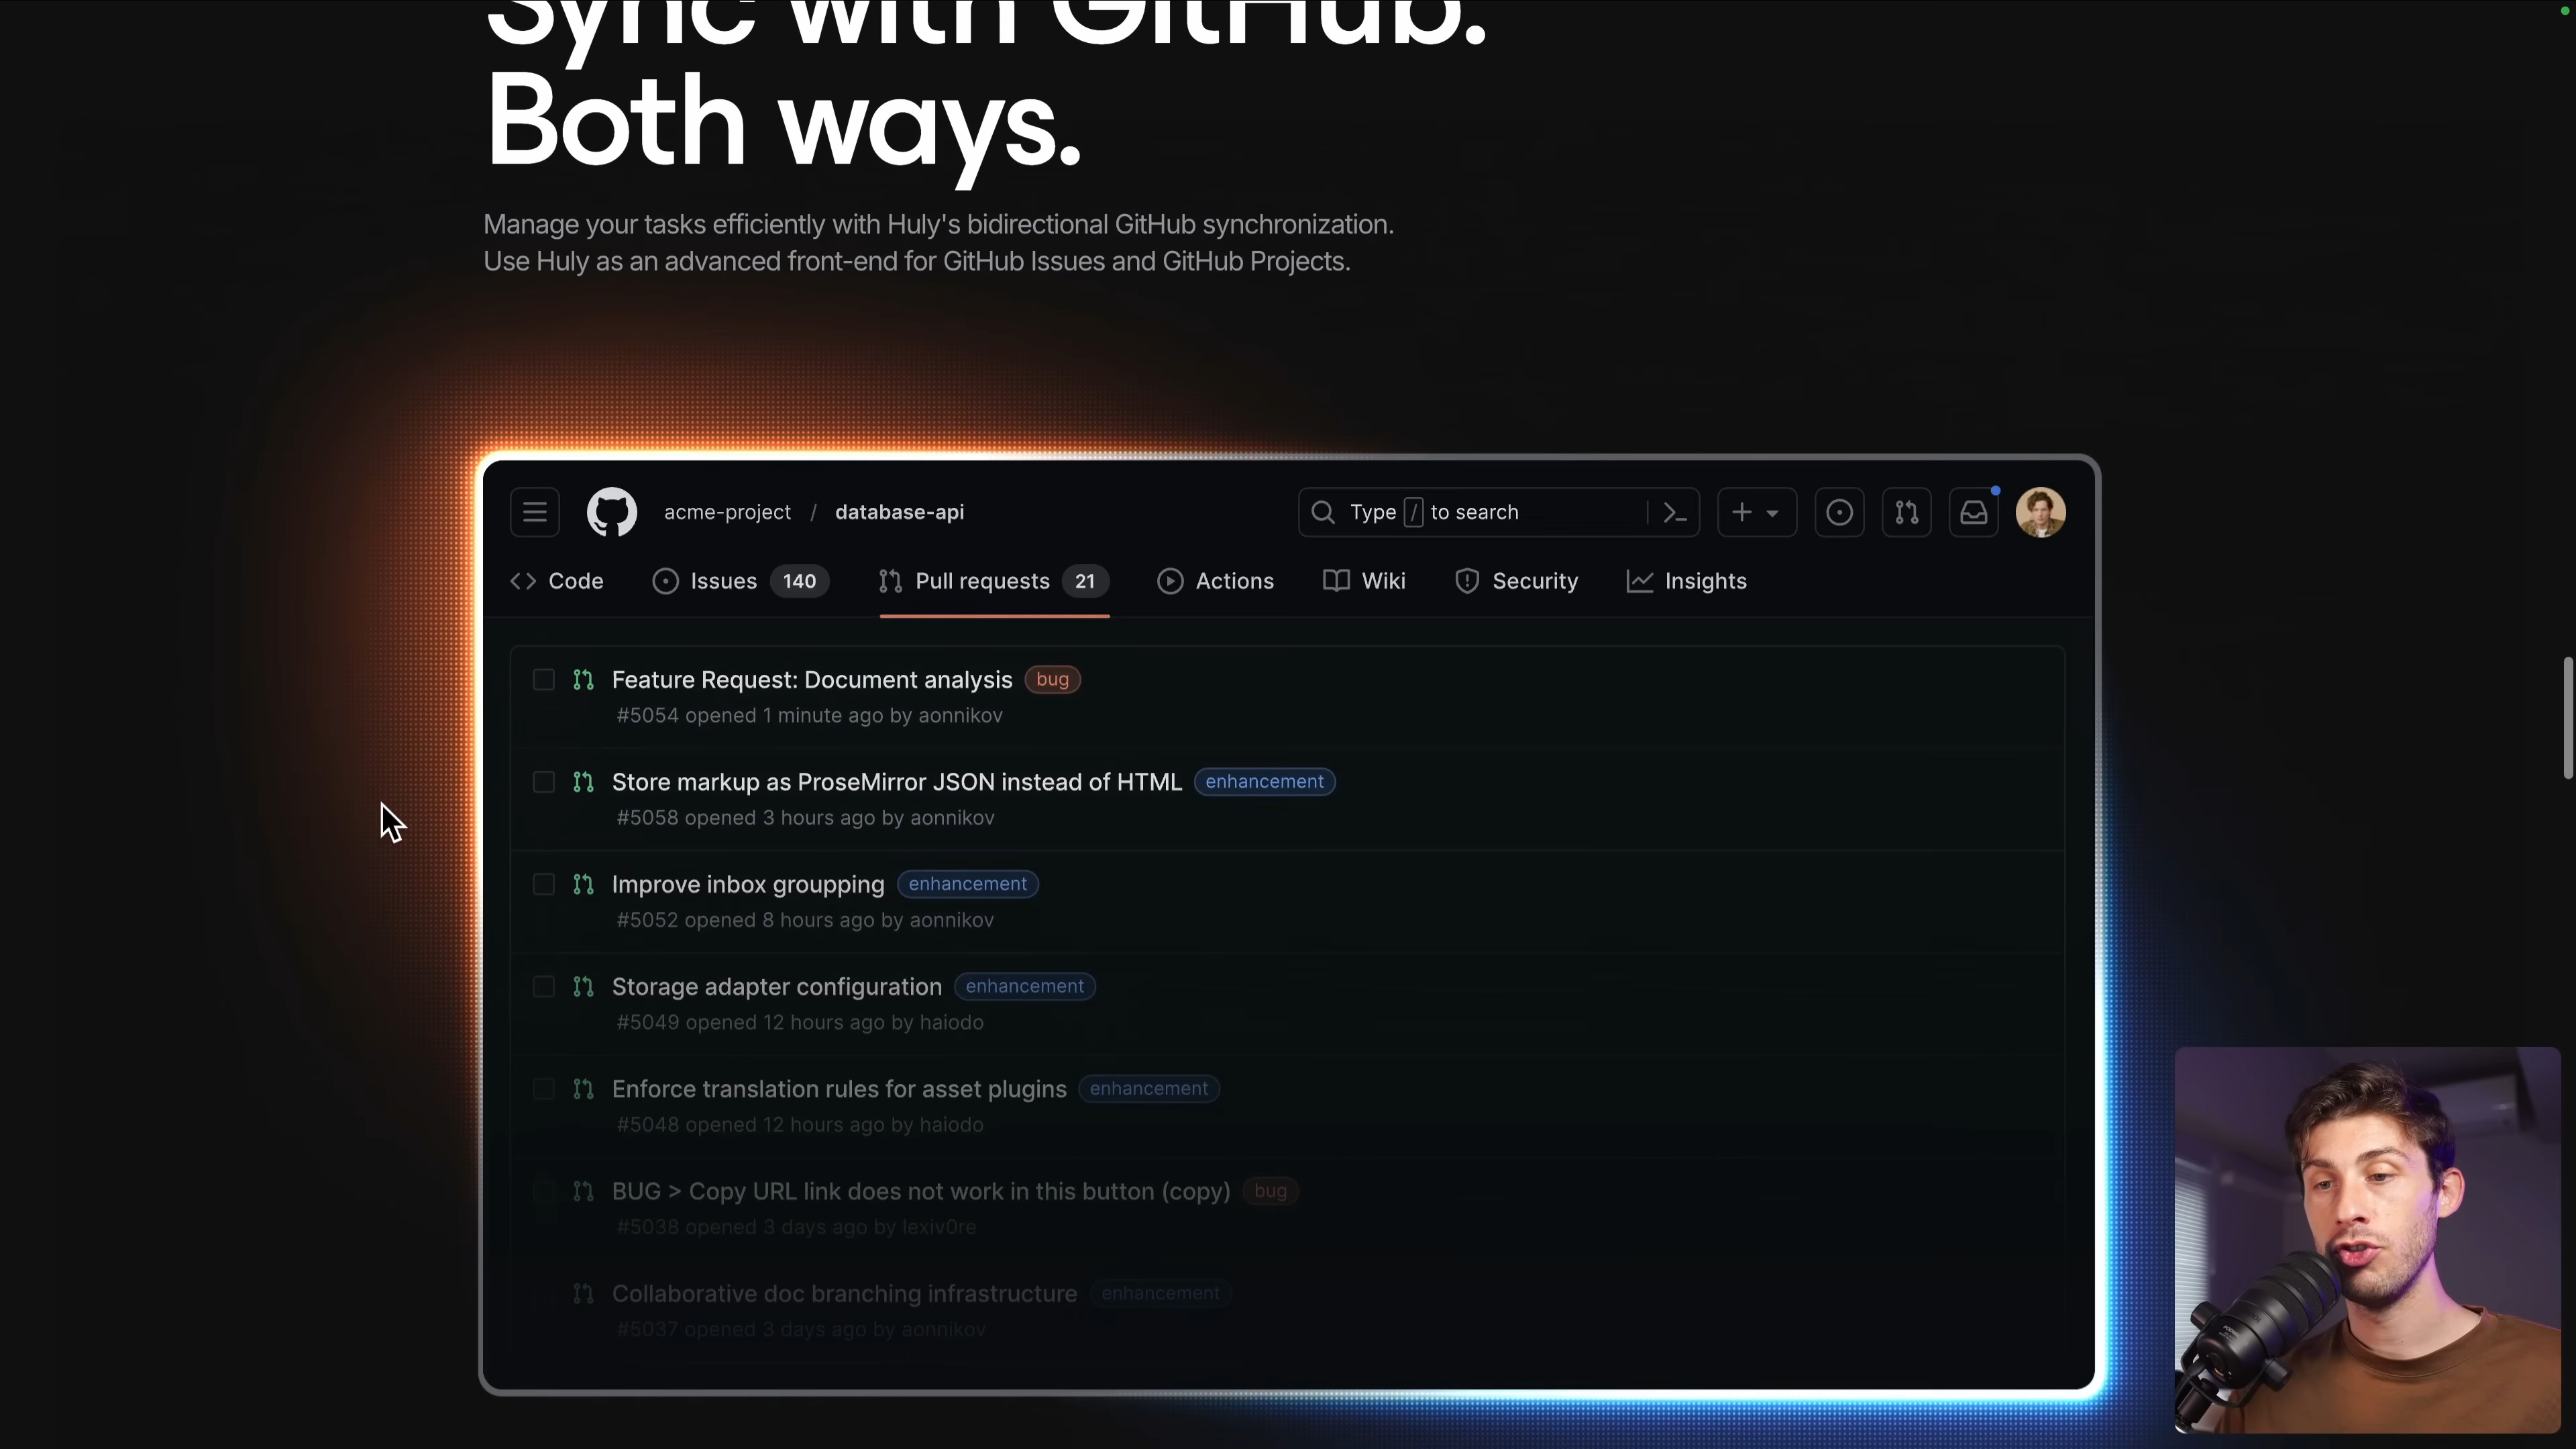 Sync with GitHub.
Both ways.
Manage your tasks efficiently with Huly's bidirectional GitHub synchronization.
Use Huly as an advanced front-end for GitHub Issues and GitHub Projects.
acme-project / database-api
Type / to search
Code Issues 140 Pull requests 21 Actions Wiki Security Insights
Feature Request: Document analysis bug
#5054 opened 1 minute ago by aonnikov
Store markup as ProseMirror JSON instead of HTML enhancement
#5058 opened 3 hours ago by aonnikov
Improve inbox groupping enhancement
#5052 opened 8 hours ago by aonnikov
Storage adapter configuration enhancement
#5049 opened 12 hours ago by haiodo
Enforce translation rules for asset plugins enhancement
#5048 opened 12 hours ago by haiodo
BUG > Copy URL link does not work in this button (copy) bug
#5038 opened 3 days ago by lexiv0re
Collaborative doc branching infrastructure enhancement
#5037 opened 3 days ago by aonnikov